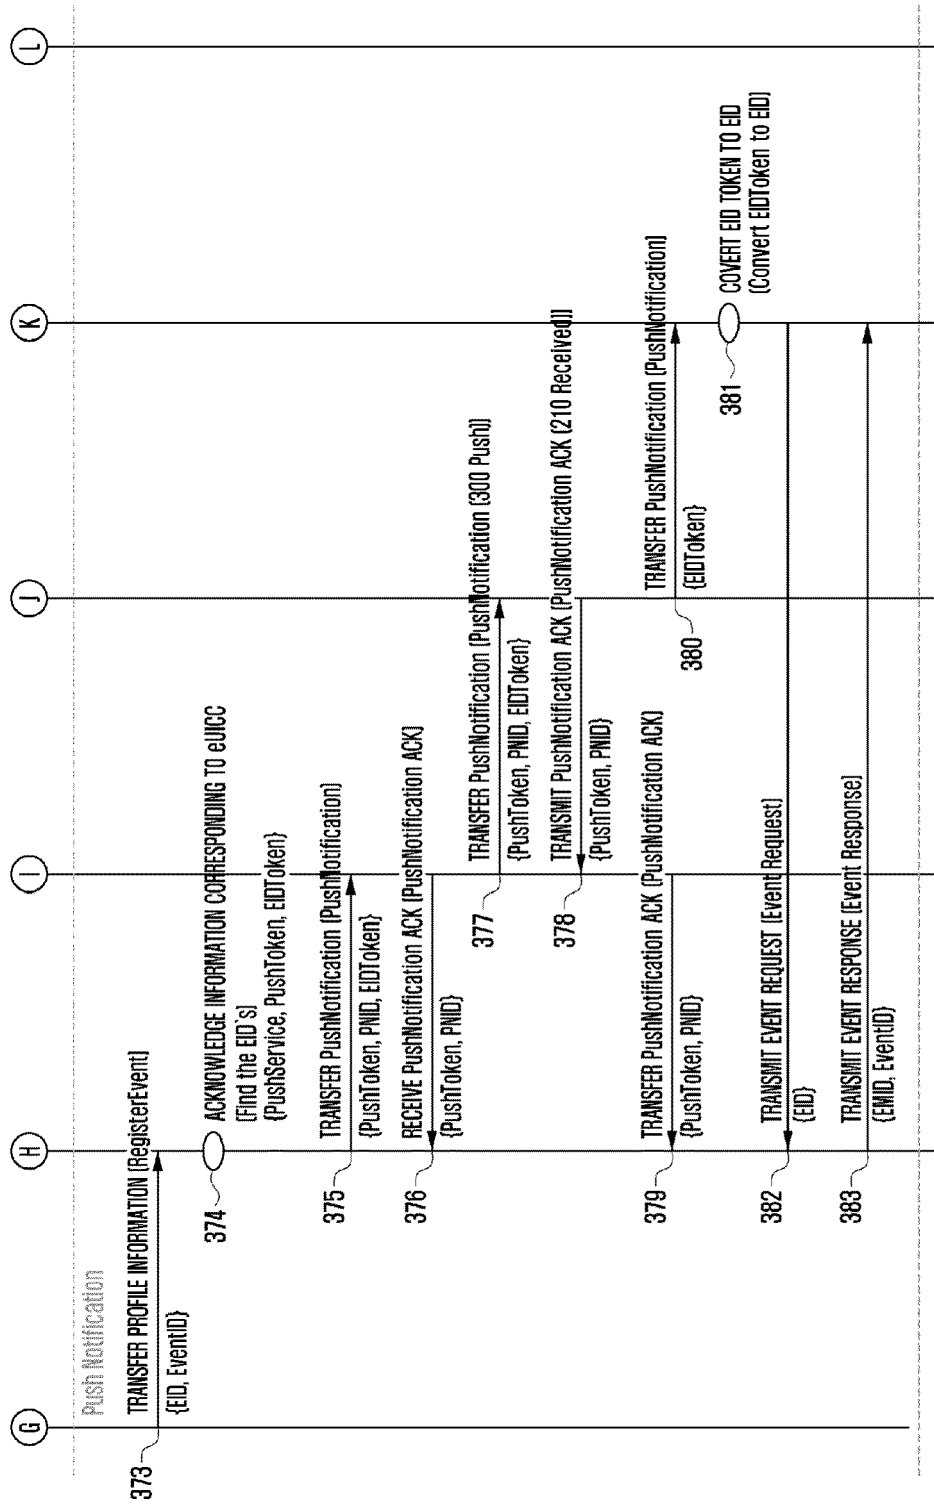 G
H
I
J
K
L
Push Notification
TRANSFER PROFILE INFORMATION (RegisterEvent)
{EID, EventID}
373
374
ACKNOWLEDGE INFORMATION CORRESPONDING TO eUICC
(Find the EID`s)
{PushService, PushToken, EIDToken}
TRANSFER PushNotification (PushNotification)
{PushToken, PNID, EIDToken}
375
RECEIVE PushNotification ACK (PushNotification ACK)
{PushToken, PNID}
376
TRANSFER PushNotification (PushNotification (300 Push))
{PushToken, PNID, EIDToken}
377
TRANSMIT PushNotification ACK (PushNotification ACK (210 Received))
{PushToken, PNID}
378
TRANSFER PushNotification ACK (PushNotification ACK)
{PushToken, PNID}
379
TRANSFER PushNotification (PushNotification)
{EIDToken}
380
381
COVERT EID TOKEN TO EID
(Convert EIDToken to EID)
TRANSMIT EVENT REQUEST (Event Request)
{EID}
382
TRANSMIT EVENT RESPONSE (Event Response)
{EMID, EventID}
383